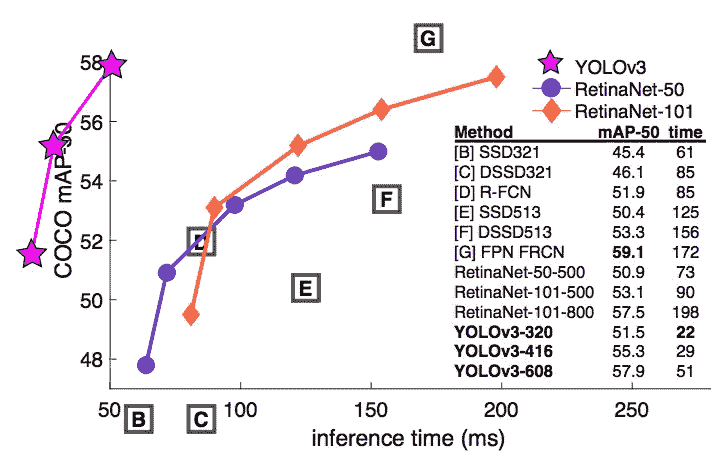 G
58
YOLOv3
RetinaNet-50
RetinaNet-101
56
Method mAP-50 time
[B] SSD321 45.4 61
[C] DSSD321 46.1 85
[D] R-FCN 51.9 85
[E] SSD513 50.4 125
[F] DSSD513 53.3 156
[G] FPN FRCN 59.1 172
RetinaNet-50-500 50.9 73
RetinaNet-101-500 53.1 90
RetinaNet-101-800 57.5 198
YOLOv3-320 51.5 22
YOLOv3-416 55.3 29
YOLOv3-608 57.9 51
COCO mAP-50
54
F
52
D
E
50
48
50 100 150 200 250
B C
inference time (ms)